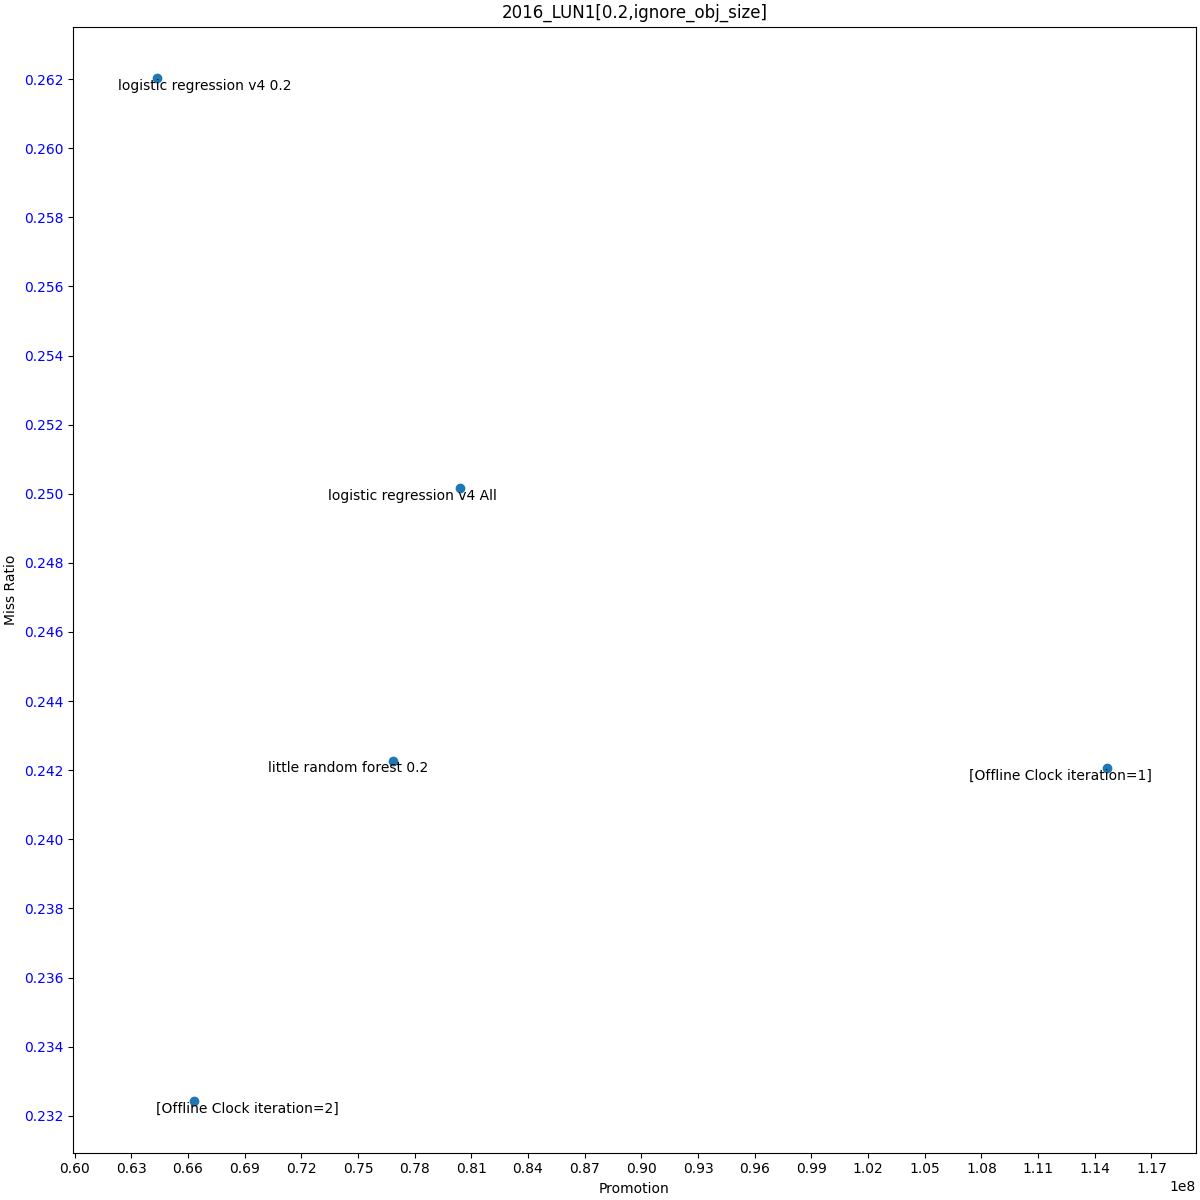 2016_LUN1[0.2,ignore_obj_size]
0.262
logistic regression v4 0.2
0.260
0.258
0.256
0.254
0.252
0.250
logistic regression v4 All
0.248
Miss Ratio
0.246
0.244
0.242
little random forest 0.2
[Offline Clock iteration=1]
0.240
0.238
0.236
0.234
0.232
[Offline Clock iteration=2]
0.60 0.63 0.66 0.69 0.72 0.75 0.78 0.81 0.84 0.87 0.90 0.93 0.96 0.99 1.02 1.05 1.08 1.11 1.14 1.17
Promotion
1e8